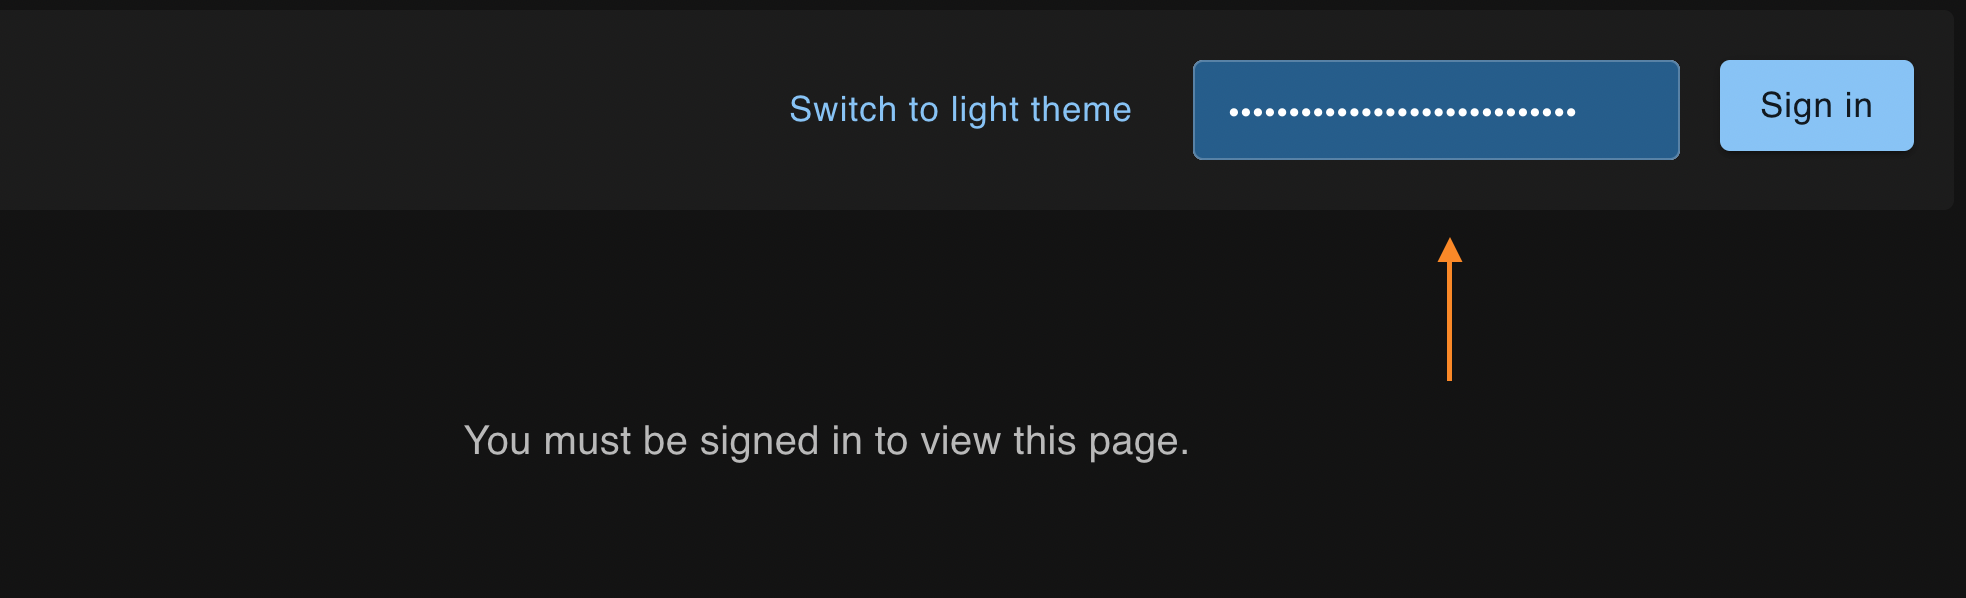 Switch to light theme
•••••••••••••••••••••••••••••
Sign in
You must be signed in to view this page.